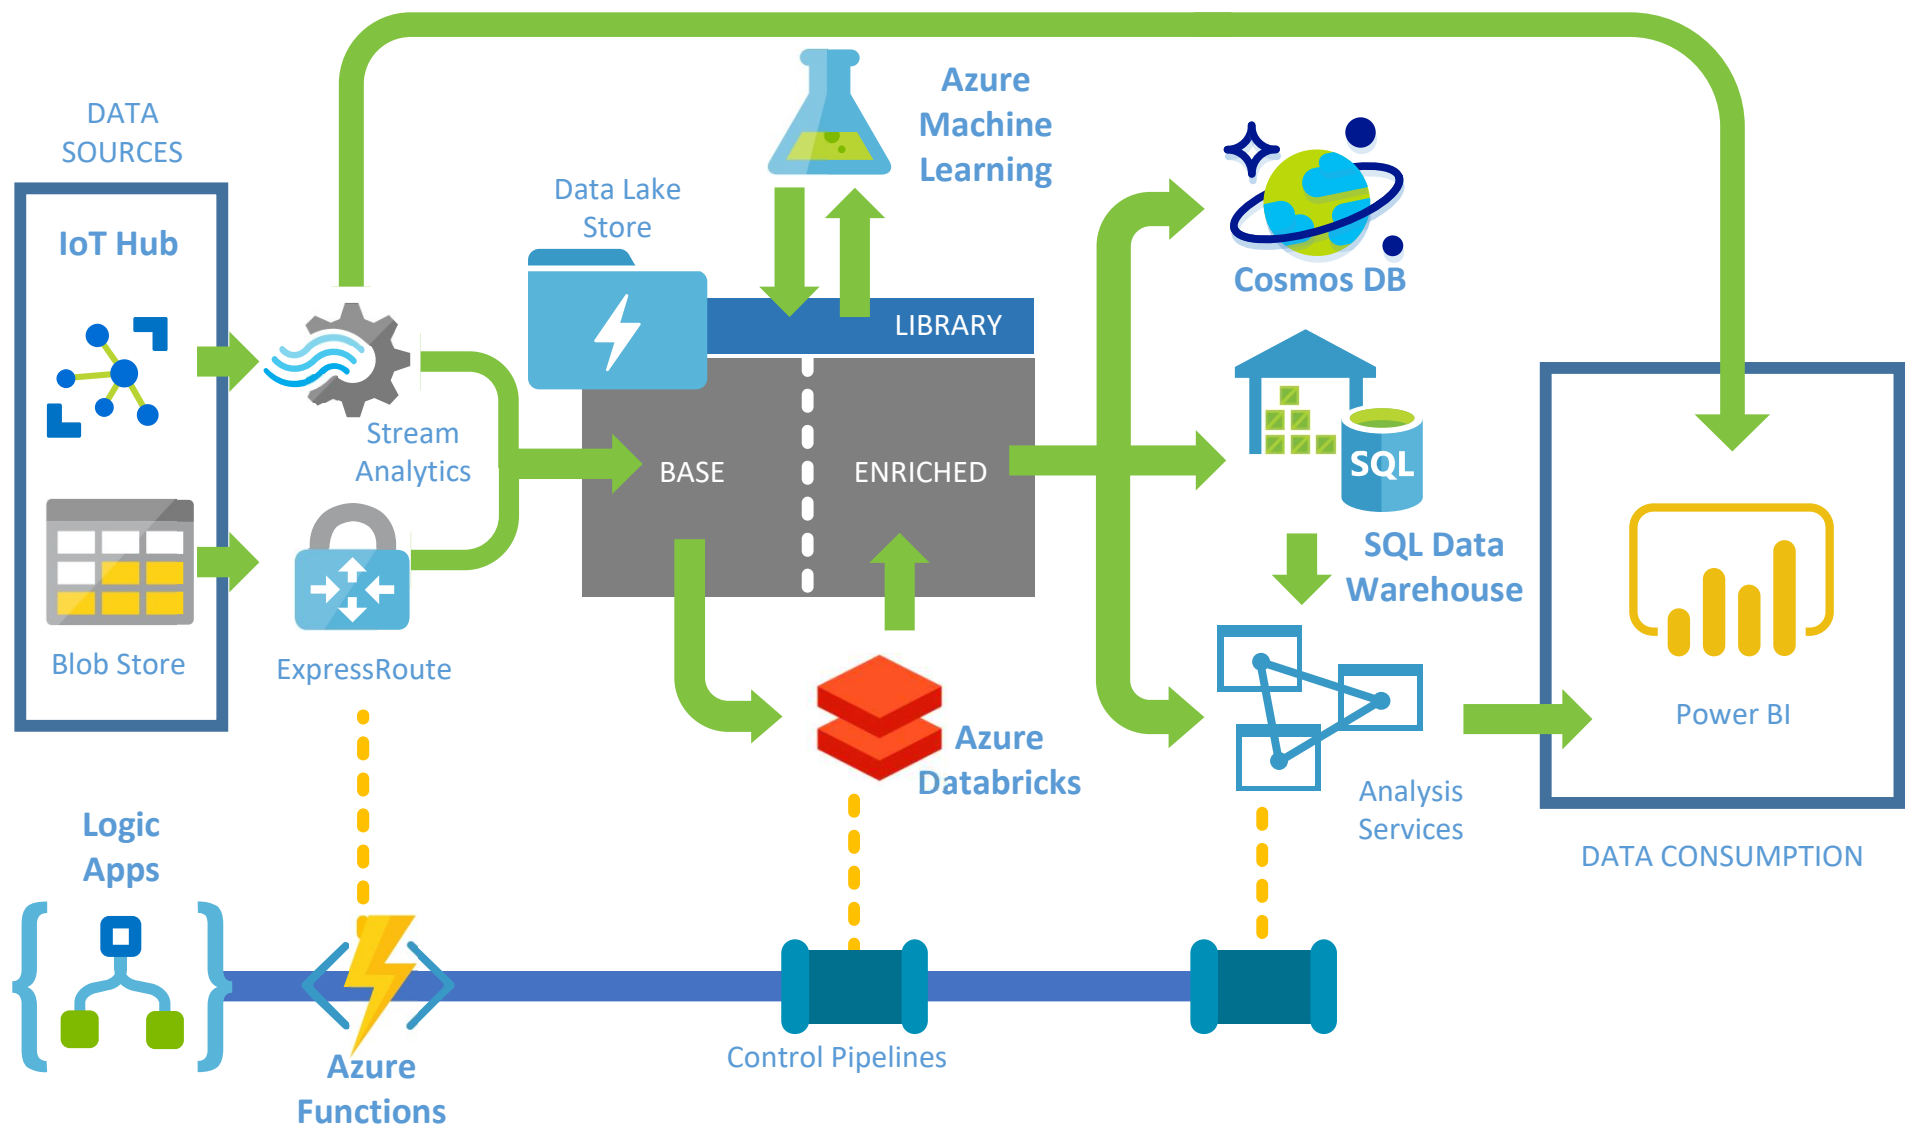 DATA
SOURCES
IoT Hub
Blob Store
Stream
Analytics
ExpressRoute
Data Lake
Store
Azure
Machine
Learning
LIBRARY
BASE
ENRICHED
Azure
Databricks
Cosmos DB
SQL
SQL Data
Warehouse
Analysis
Services
Power BI
DATA CONSUMPTION
Logic
Apps
Azure
Functions
Control Pipelines